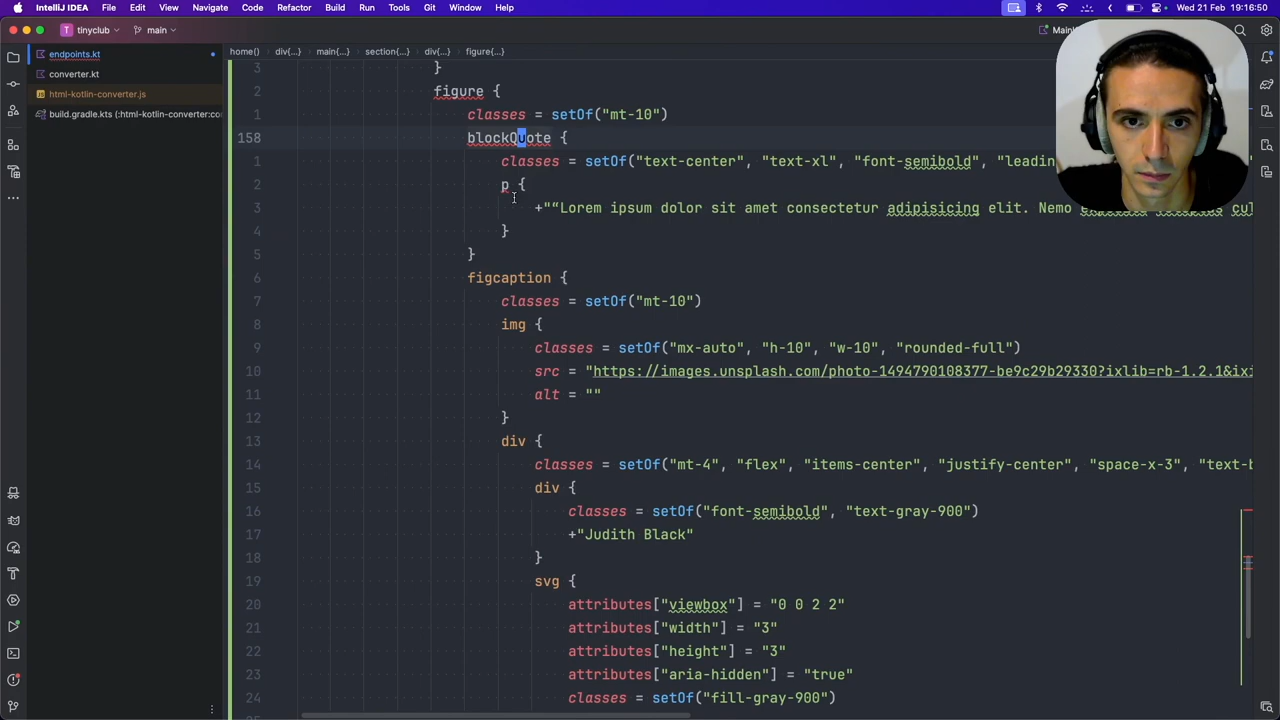 IntelliJ IDEA File Edit View Navigate Code Refactor Build Run Tools Git Window Help Wed 21 Feb 19:16:50
T tinyclub main
endpoints.kt
converter.kt
html-kotlin-converter.js
build.gradle.kts (:html-kotlin-converter:co
home() div{...} main{...} section{...} div{...} figure{...}
3 }
2 figure {
1 classes = setOf("mt-10")
158 blockQuote {
1 classes = setOf("text-center", "text-xl", "font-semibold",
2 p {
3 +"“Lorem ipsum dolor sit amet consectetur adipisicing elit. Nemo
4 }
5 }
6 figcaption {
7 classes = setOf("mt-10")
8 img {
9 classes = setOf("mx-auto", "h-10", "w-10", "rounded-full")
10 src = "https://images.unsplash.com/photo-1494790108377-be9c29b29330?ixlib=rb-1.2.1&ixi
11 alt = ""
12 }
13 div {
14 classes = setOf("mt-4", "flex", "items-center", "justify-center", "space-x-3", "text-b
15 div {
16 classes = setOf("font-semibold", "text-gray-900")
17 +"Judith Black"
18 }
19 svg {
20 attributes["viewbox"] = "0 0 2 2"
21 attributes["width"] = "3"
22 attributes["height"] = "3"
23 attributes["aria-hidden"] = "true"
24 classes = setOf("fill-gray-900")